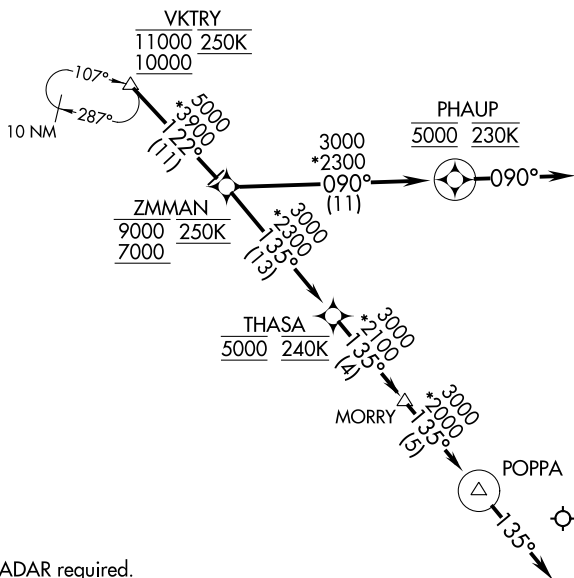 VKTRY
11000 250K
10000
107°
287°
10 NM
5000
*3900
122°
(11)
PHAUP
5000 230K
3000
*2300
090°
(11)
090°
ZMMAN
9000 250K
7000
3000
*2300
135°
(13)
THASA
5000 240K
3000
*2100
135°
(4)
MORRY
3000
*2000
135°
(5)
POPPA
135°
ADAR required.